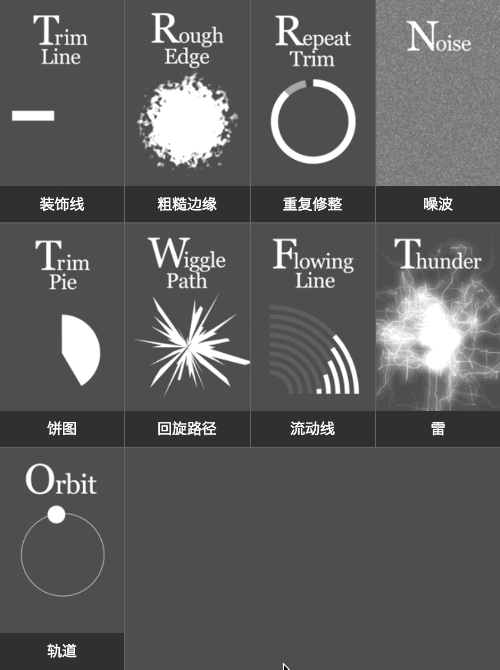 Trim
Line
Rough
Edge
Repeat
Trim
Noise
装饰线
粗糙边缘
重复修整
噪波
Trim
Pie
Wiggle
Path
Flowing
Line
Thunder
饼图
回旋路径
流动线
雷
Orbit
轨道